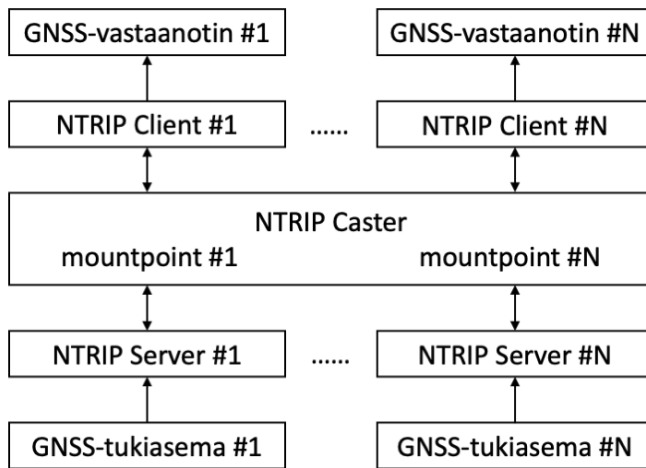 GNSS-vastaanotin #1 GNSS-vastaanotin #N
NTRIP Client #1 ...... NTRIP Client #N
NTRIP Caster
mountpoint #1 mountpoint #N
NTRIP Server #1 ...... NTRIP Server #N
GNSS-tukiasema #1 GNSS-tukiasema #N